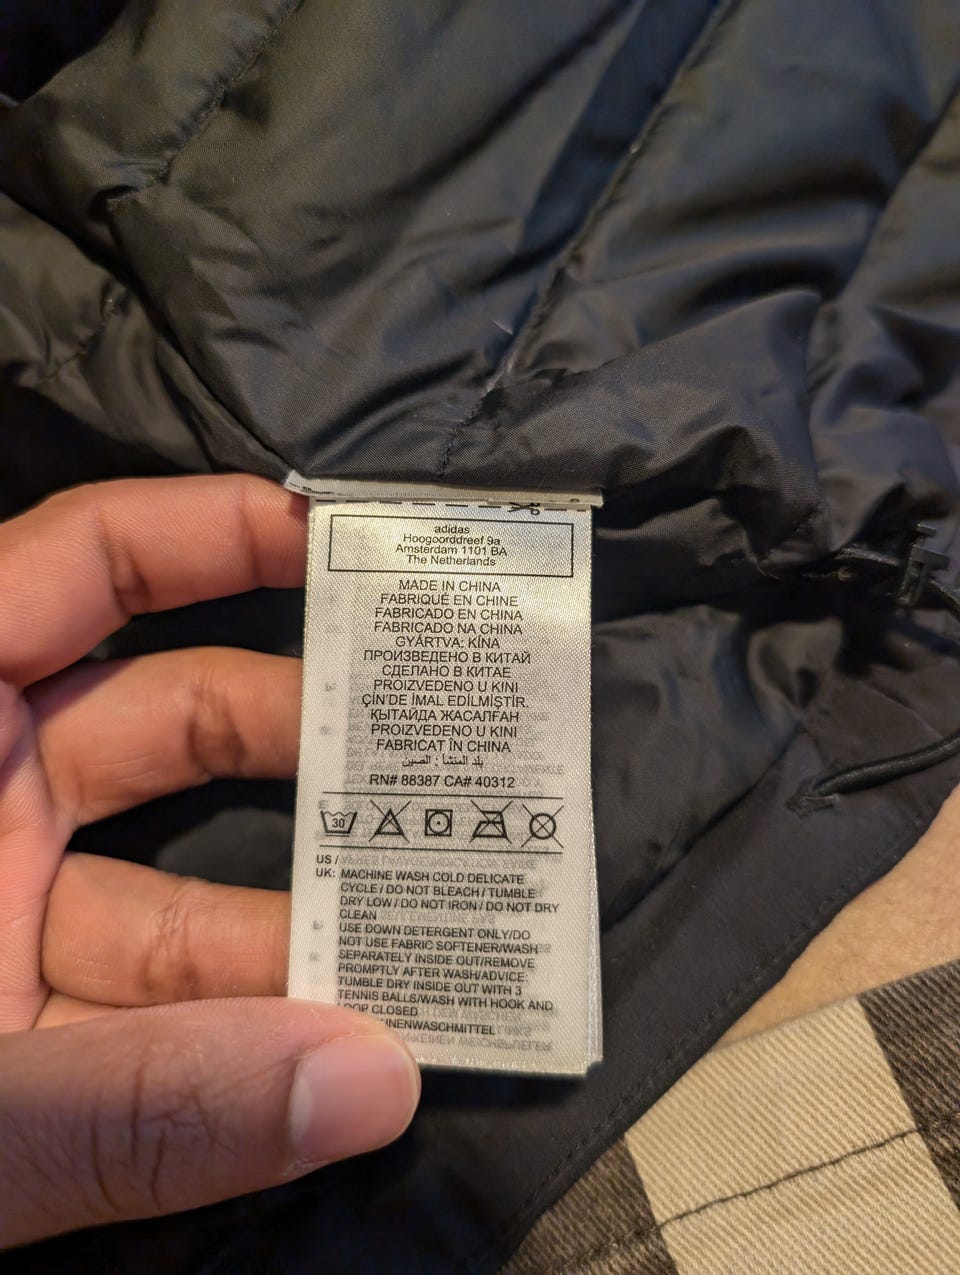 adidas
Hoogoorddreef 9a
Amsterdam 1101 BA
The Netherlands
MADE IN CHINA
FABRIQUÉ EN CHINE
FABRICADO EN CHINA
FABRICADO NA CHINA
GYÁRTVA: KÍNA
ПРОИЗВЕДЕНО В КИТАЙ
СДЕЛАНО В КИТАЕ
PROIZVEDENO U KINI
ÇIN'DE IMAL EDİLMİŞTİR.
ҚЫТАЙДА ЖАСАЛҒАН
PROIZVEDENO U KINI
FABRICAT ÎN CHINA
بلد المنشأ : الصين
RN# 88387 CA# 40312
30
US /
UK: MACHINE WASH COLD DELICATE
CYCLE / DO NOT BLEACH / TUMBLE
DRY LOW / DO NOT IRON / DO NOT DRY
CLEAN
USE DOWN DETERGENT ONLY/DO
NOT USE FABRIC SOFTENER/WASH
SEPARATELY INSIDE OUT/REMOVE
PROMPTLY AFTER WASH/ADVICE:
TUMBLE DRY INSIDE OUT WITH 3
TENNIS BALLS/WASH WITH HOOK AND
LOOP CLOSED